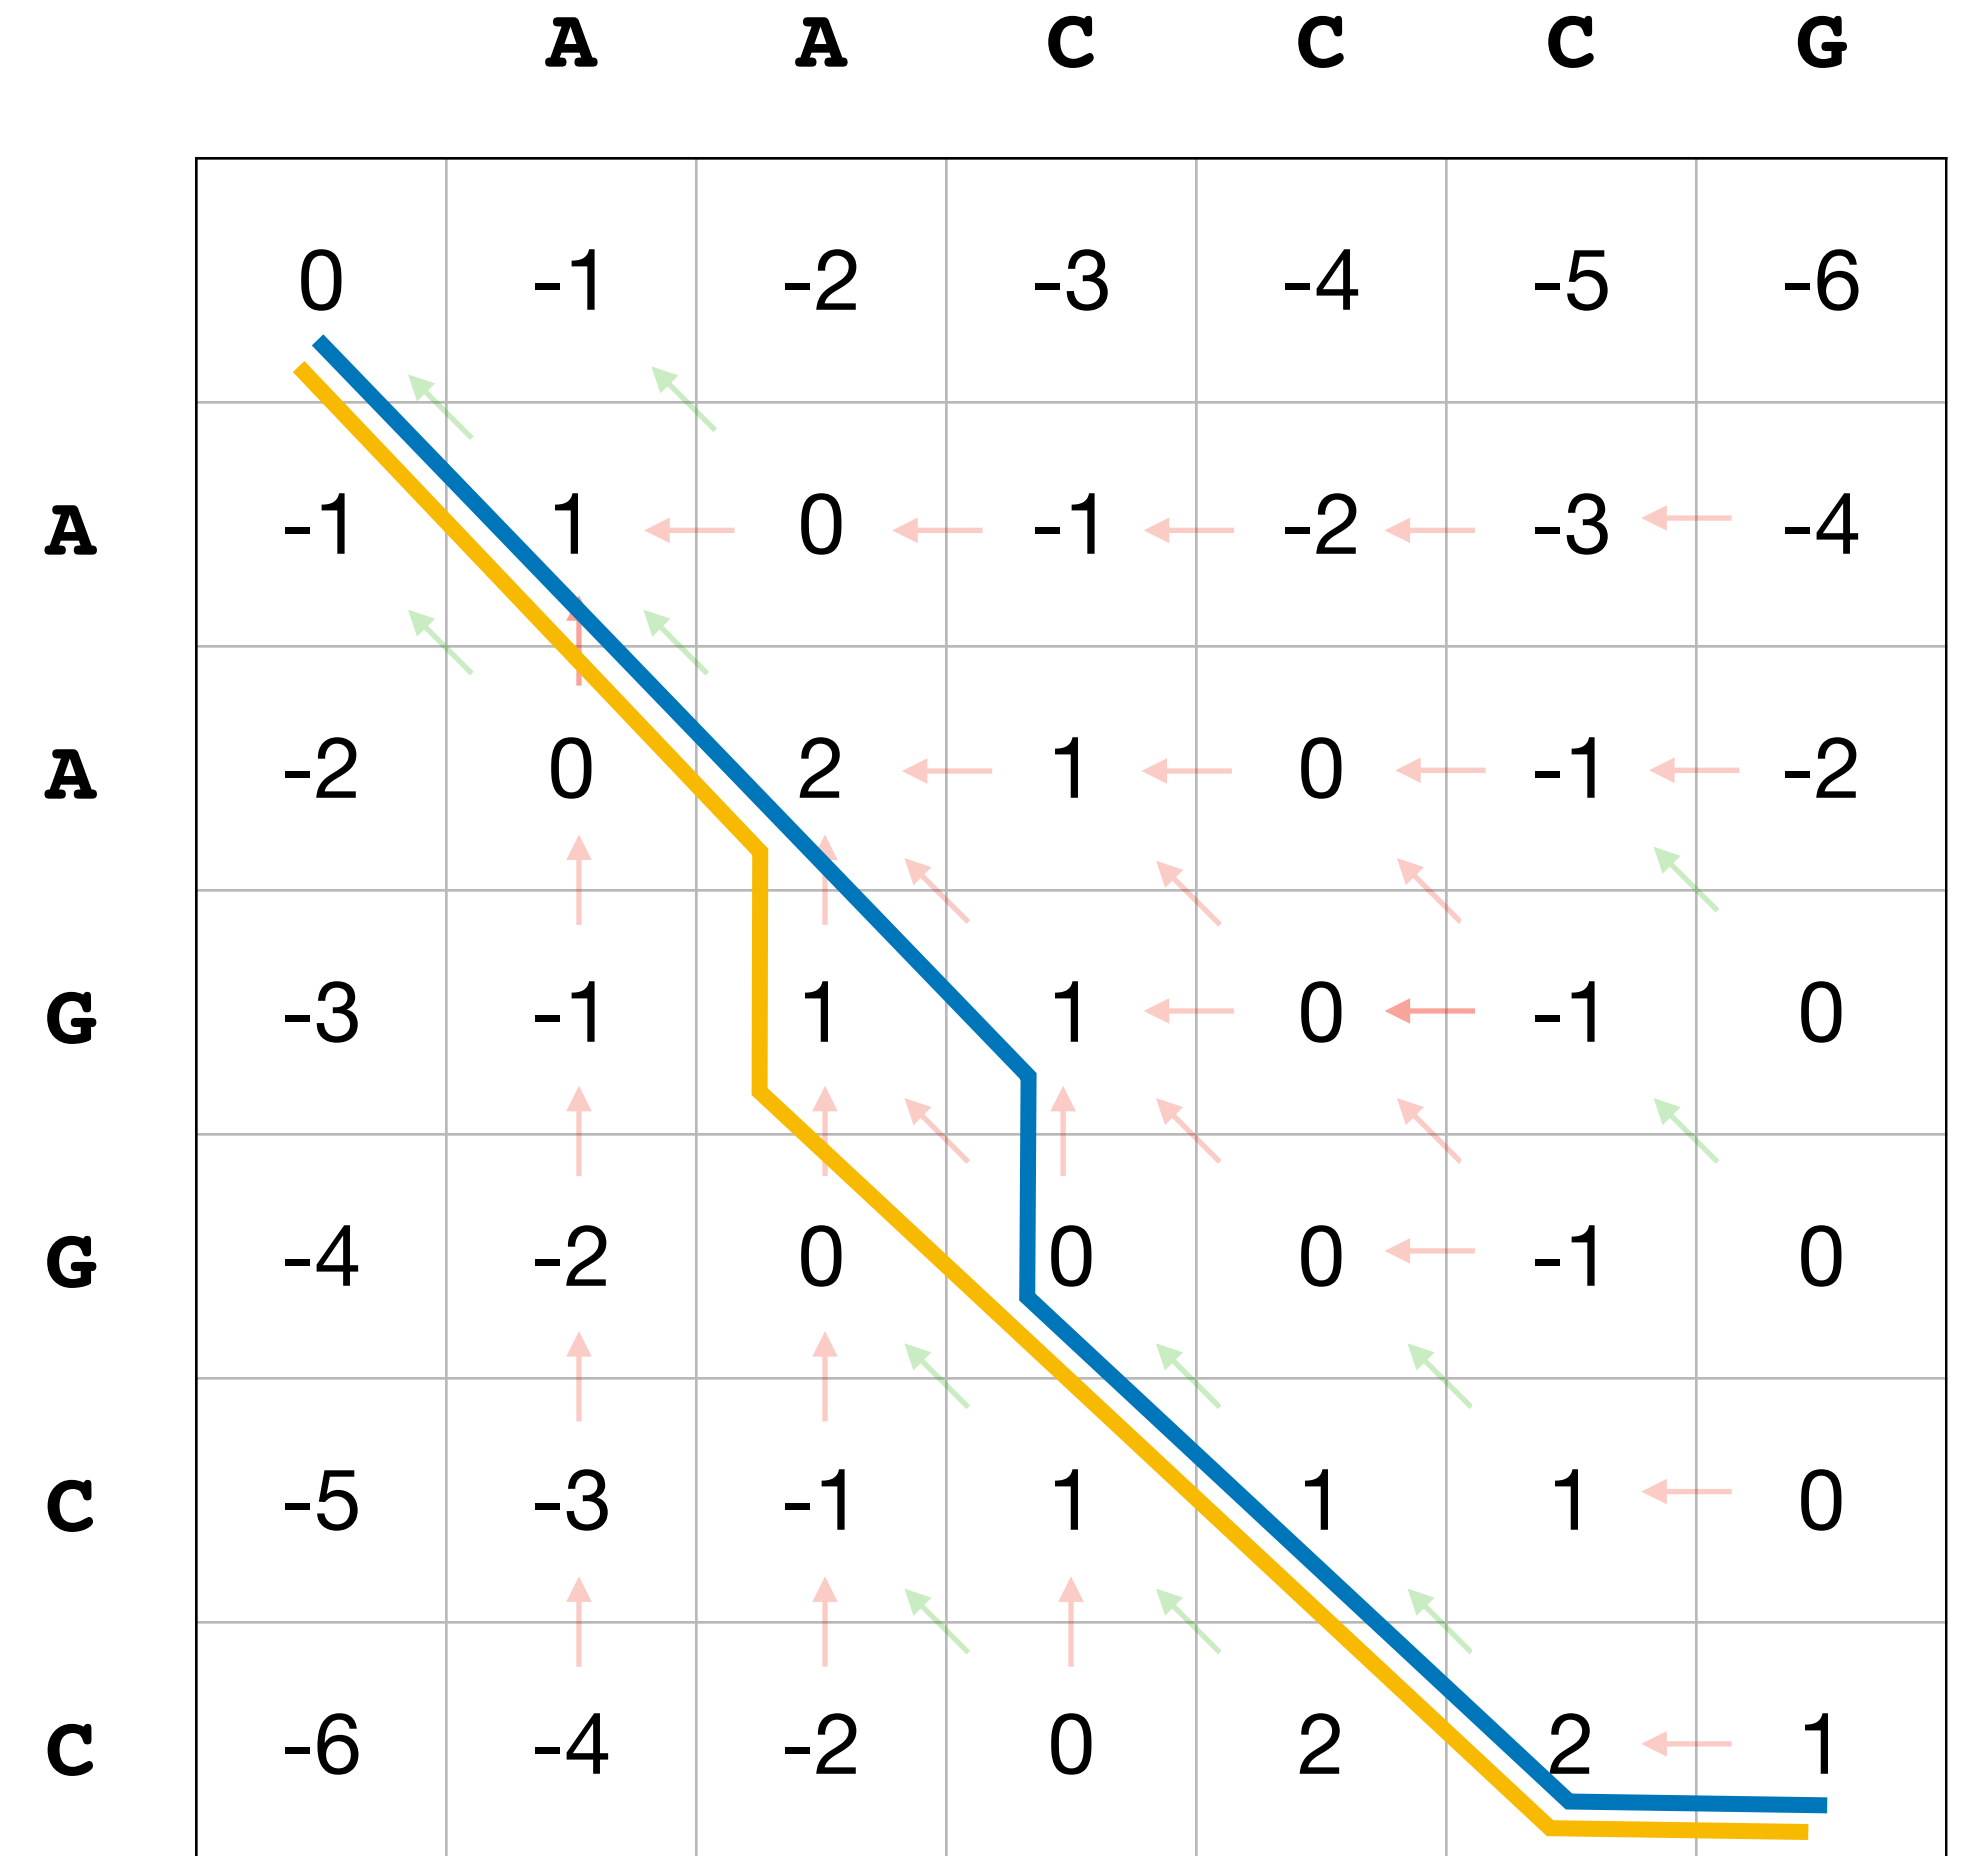 A A C C C G
0 -1 -2 -3 -4 -5 -6
A -1 1 0 -1 -2 -3 -4
A -2 0 2 1 0 -1 -2
G -3 -1 1 1 0 -1 0
G -4 -2 0 0 0 -1 0
C -5 -3 -1 1 1 1 0
C -6 -4 -2 0 2 2 1